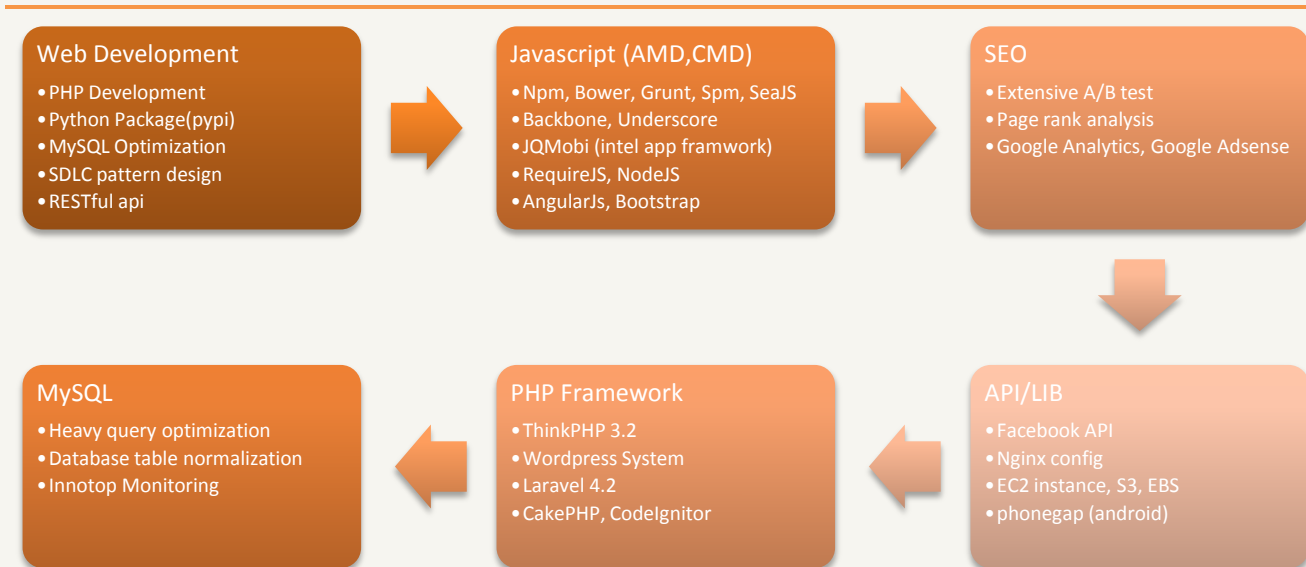 Web Development
•PHP Development
•Python Package(pypi)
•MySQL Optimization
•SDLC pattern design
•RESTful api
Javascript (AMD,CMD)
•Npm, Bower, Grunt, Spm, SeaJS
•Backbone, Underscore
•JQMobi (intel app framwork)
•RequireJS, NodeJS
•AngularJs, Bootstrap
SEO
•Extensive A/B test
•Page rank analysis
•Google Analytics, Google Adsense
API/LIB
•Facebook API
•Nginx config
•EC2 instance, S3, EBS
•phonegap (android)
PHP Framework
•ThinkPHP 3.2
•Wordpress System
•Laravel 4.2
•CakePHP, CodeIgnitor
MySQL
•Heavy query optimization
•Database table normalization
•Innotop Monitoring